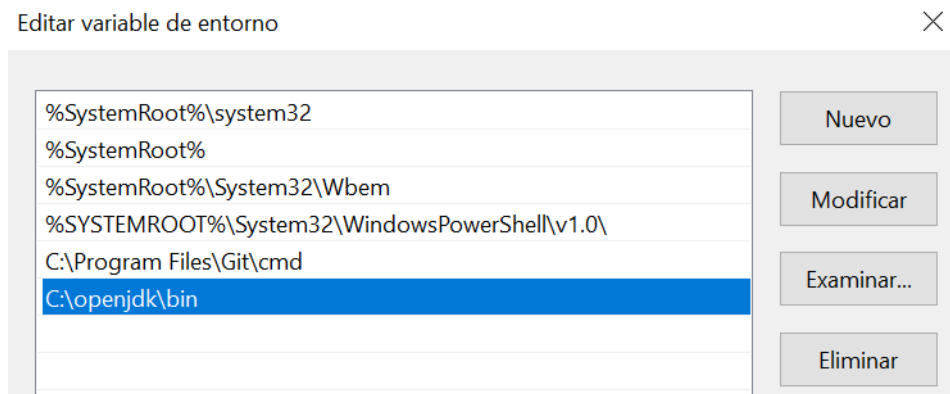 Editar variable de entorno
%SystemRoot%\system32
%SystemRoot%
%SystemRoot%\System32\Wbem
%SYSTEMROOT%\System32\WindowsPowerShell\v1.0\
C:\Program Files\Git\cmd
C:\openjdk\bin
Nuevo
Modificar
Examinar...
Eliminar